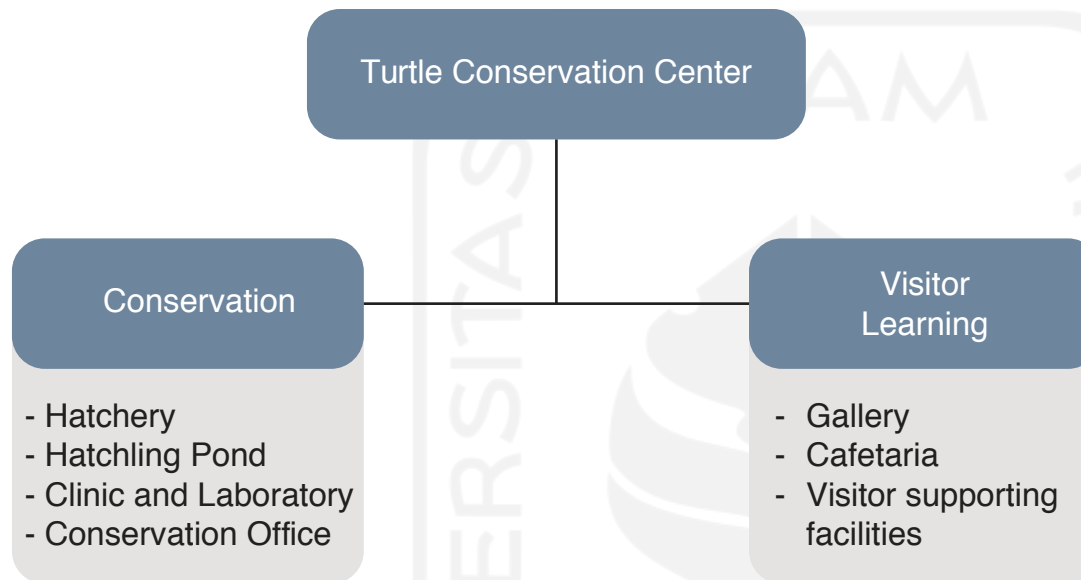 Turtle Conservation Center
Conservation
- Hatchery
- Hatchling Pond
- Clinic and Laboratory
- Conservation Office
Visitor
Learning
- Gallery
- Cafetaria
- Visitor supporting
facilities